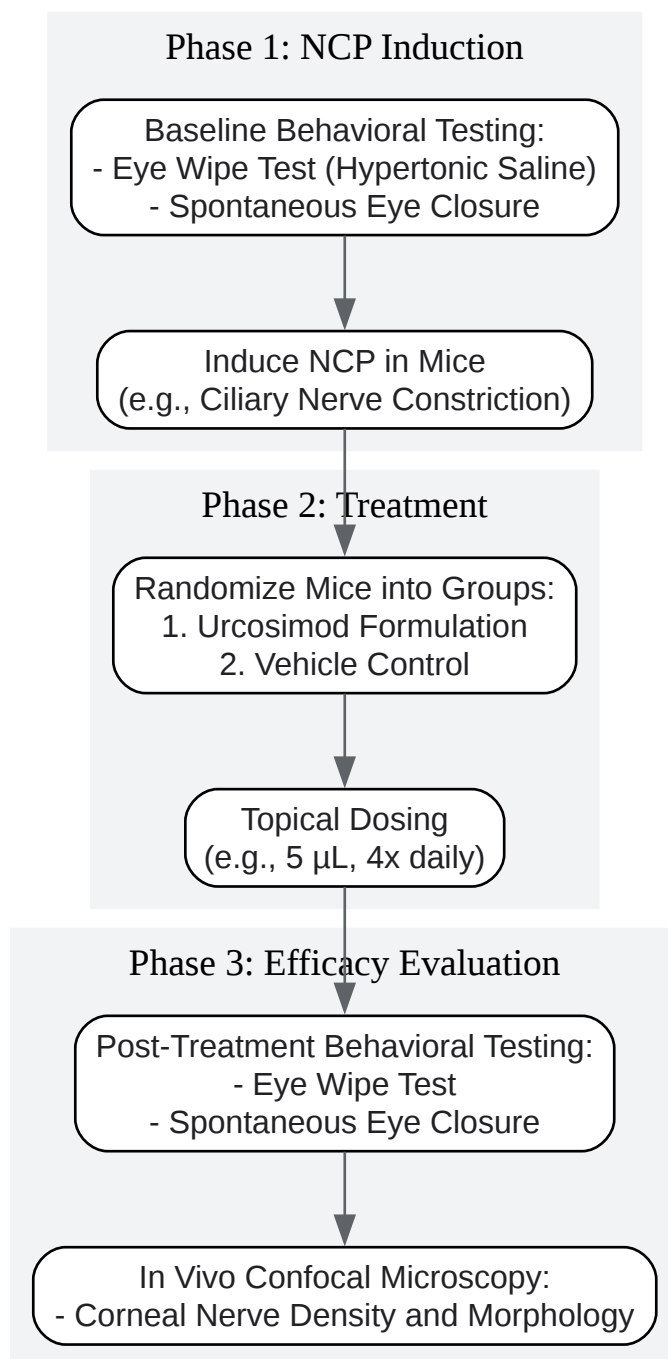 Phase 1: NCP Induction
Baseline Behavioral Testing:
- Eye Wipe Test (Hypertonic Saline)
- Spontaneous Eye Closure
Induce NCP in Mice
(e.g., Ciliary Nerve Constriction)
Phase 2: Treatment
Randomize Mice into Groups:
1. Urcosimod Formulation
2. Vehicle Control
Topical Dosing
(e.g., 5 µL, 4x daily)
Phase 3: Efficacy Evaluation
Post-Treatment Behavioral Testing:
- Eye Wipe Test
- Spontaneous Eye Closure
In Vivo Confocal Microscopy:
- Corneal Nerve Density and Morphology